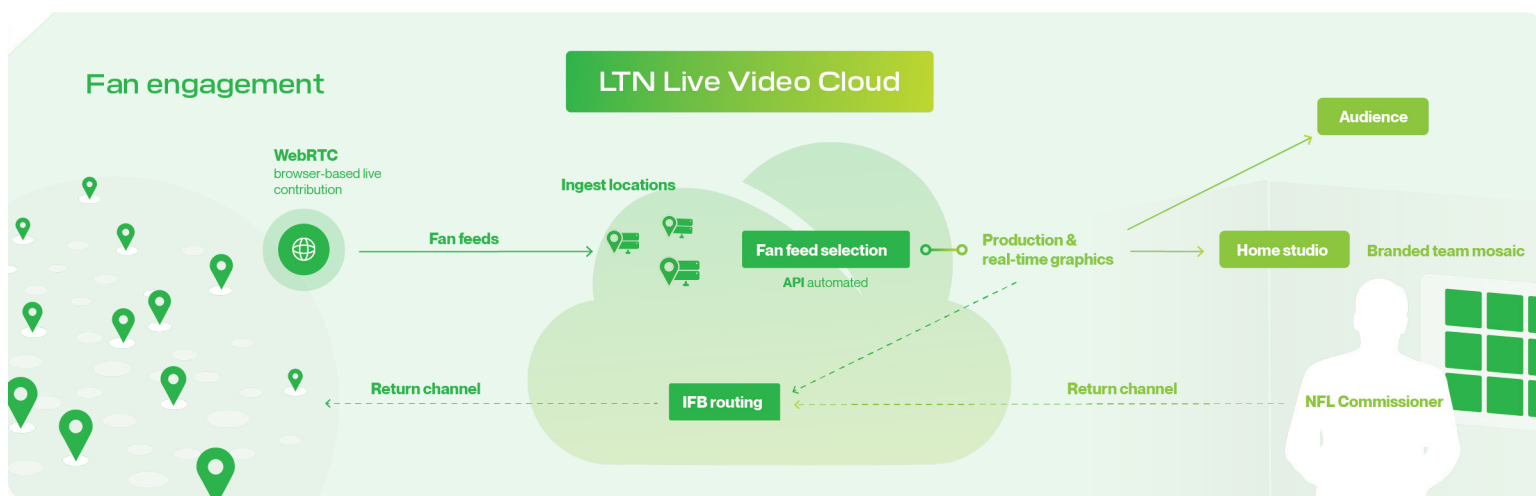 Fan engagement
LTN Live Video Cloud
Audience
WebRTC
browser-based live
contribution
Ingest locations
Fan feeds
Fan feed selection
API automated
Production &
real-time graphics
Home studio
Branded team mosaic
Return channel
IFB routing
Return channel
NFL Commissioner